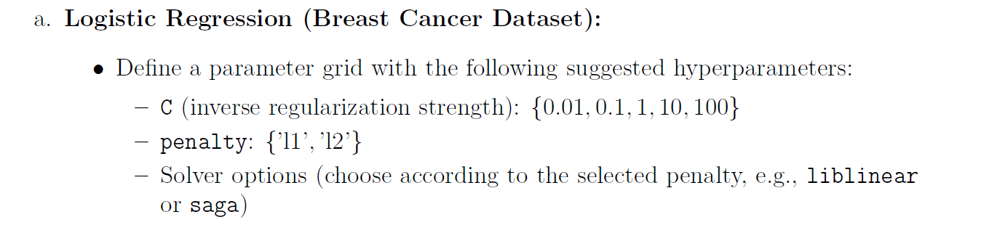 a. Logistic Regression (Breast Cancer Dataset):
• Define a parameter grid with the following suggested hyperparameters:
– C (inverse regularization strength): {0.01, 0.1, 1, 10, 100}
– penalty: {’l1’, ’l2’}
– Solver options (choose according to the selected penalty, e.g., liblinear
or saga)